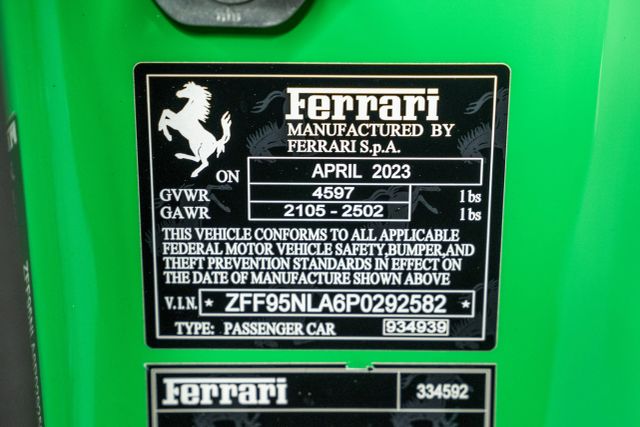 Ferrari
MANUFACTURED BY
FERRARI S.p.A.
ON APRIL 2023
GVWR 4597 lbs
GAWR 2105 - 2502 lbs
THIS VEHICLE CONFORMS TO ALL APPLICABLE
FEDERAL MOTOR VEHICLE SAFETY,BUMPER,AND
THEFT PREVENTION STANDARDS IN EFFECT ON
THE DATE OF MANUFACTURE SHOWN ABOVE
V.I.N. * ZFF95NLA6P0292582 *
TYPE: PASSENGER CAR 934939
Ferrari 334592